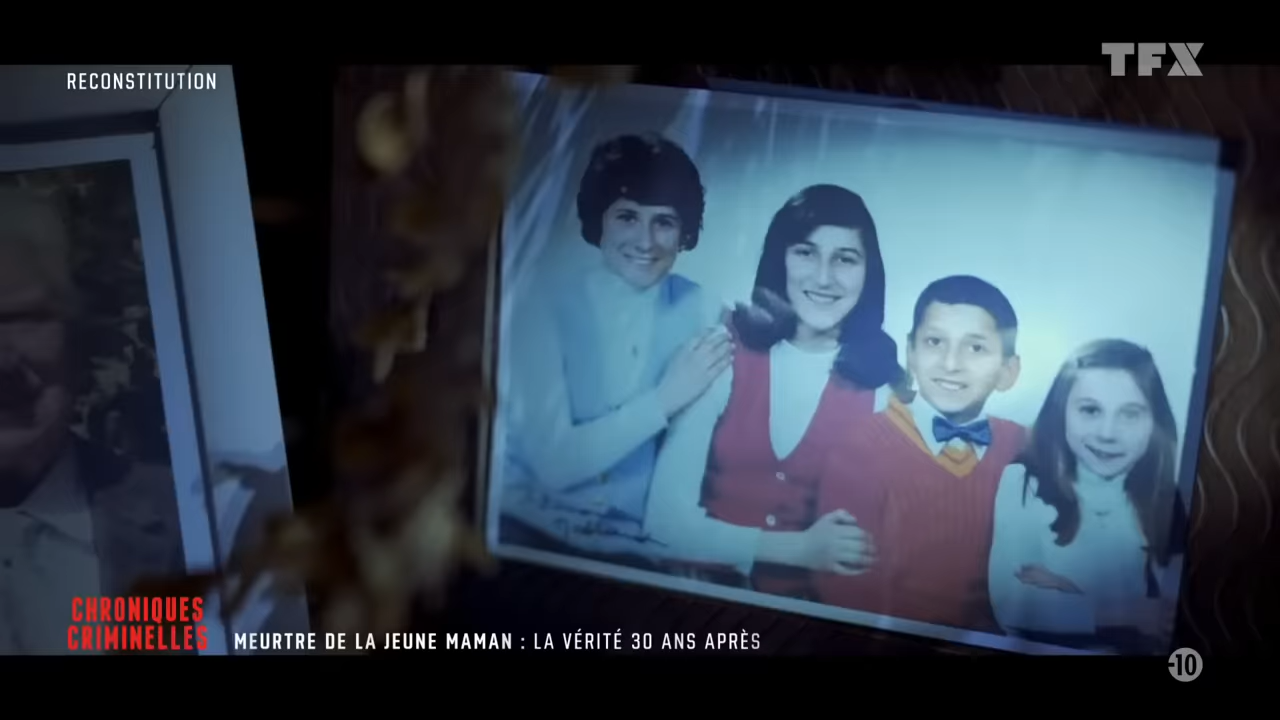 TFX
RECONSTITUTION
CHRONIQUES
CRIMINELLES
MEURTRE DE LA JEUNE MAMAN : LA VÉRITÉ 30 ANS APRÈS
-10